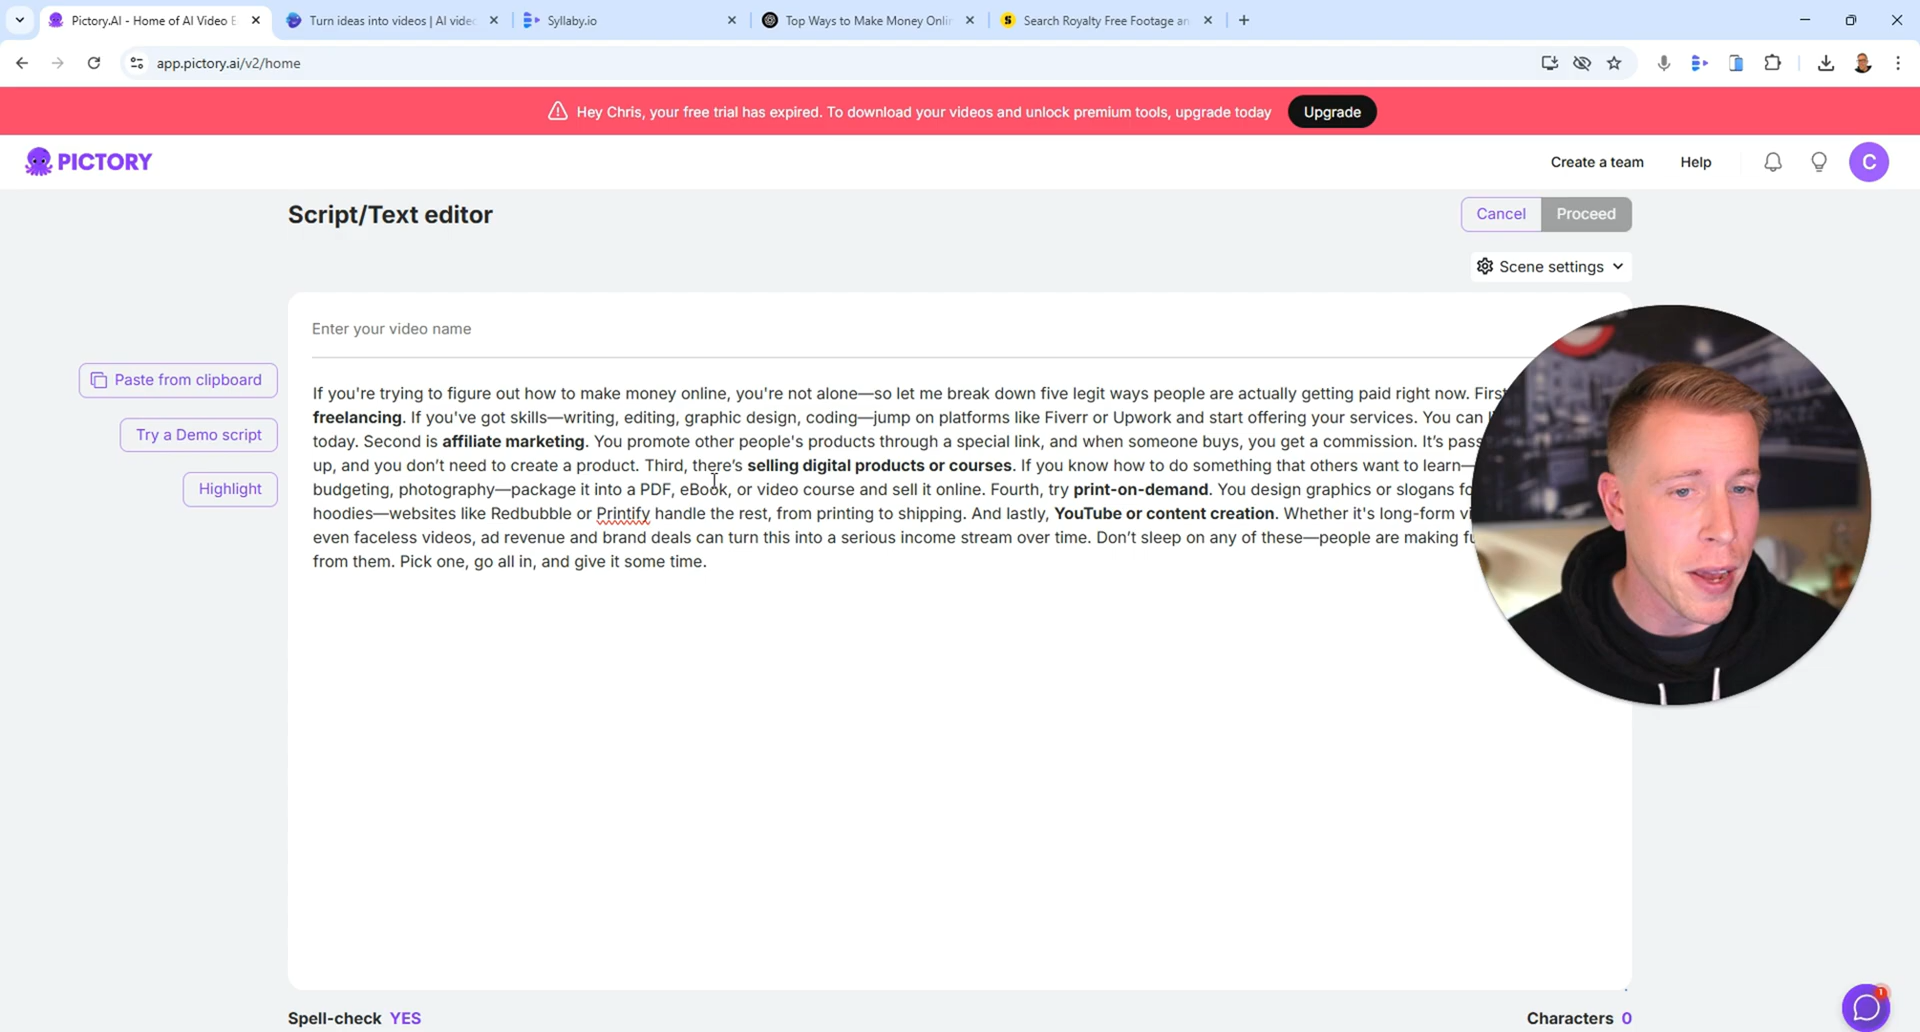 Pictory.AI - Home of AI Video E
Turn ideas into videos | AI video
Syllaby.io
Top Ways to Make Money Onlin
Search Royalty Free Footage an
app.pictory.ai/v2/home
Hey Chris, your free trial has expired. To download your videos and unlock premium tools, upgrade today
Upgrade
PICTORY
Create a team
Help
C
Script/Text editor
Cancel
Proceed
Scene settings
Enter your video name
Paste from clipboard
Try a Demo script
Highlight
If you're trying to figure out how to make money online, you're not alone—so let me break down five legit ways people are actually getting paid right now. First
freelancing. If you've got skills—writing, editing, graphic design, coding—jump on platforms like Fiverr or Upwork and start offering your services. You can
today. Second is affiliate marketing. You promote other people's products through a special link, and when someone buys, you get a commission. It's pass
up, and you don't need to create a product. Third, there's selling digital products or courses. If you know how to do something that others want to learn—
budgeting, photography—package it into a PDF, eBook, or video course and sell it online. Fourth, try print-on-demand. You design graphics or slogans fo
hoodies—websites like Redbubble or Printify handle the rest, from printing to shipping. And lastly, YouTube or content creation. Whether it's long-form vi
even faceless videos, ad revenue and brand deals can turn this into a serious income stream over time. Don't sleep on any of these—people are making fu
from them. Pick one, go all in, and give it some time.
Spell-check YES
Characters 0
1